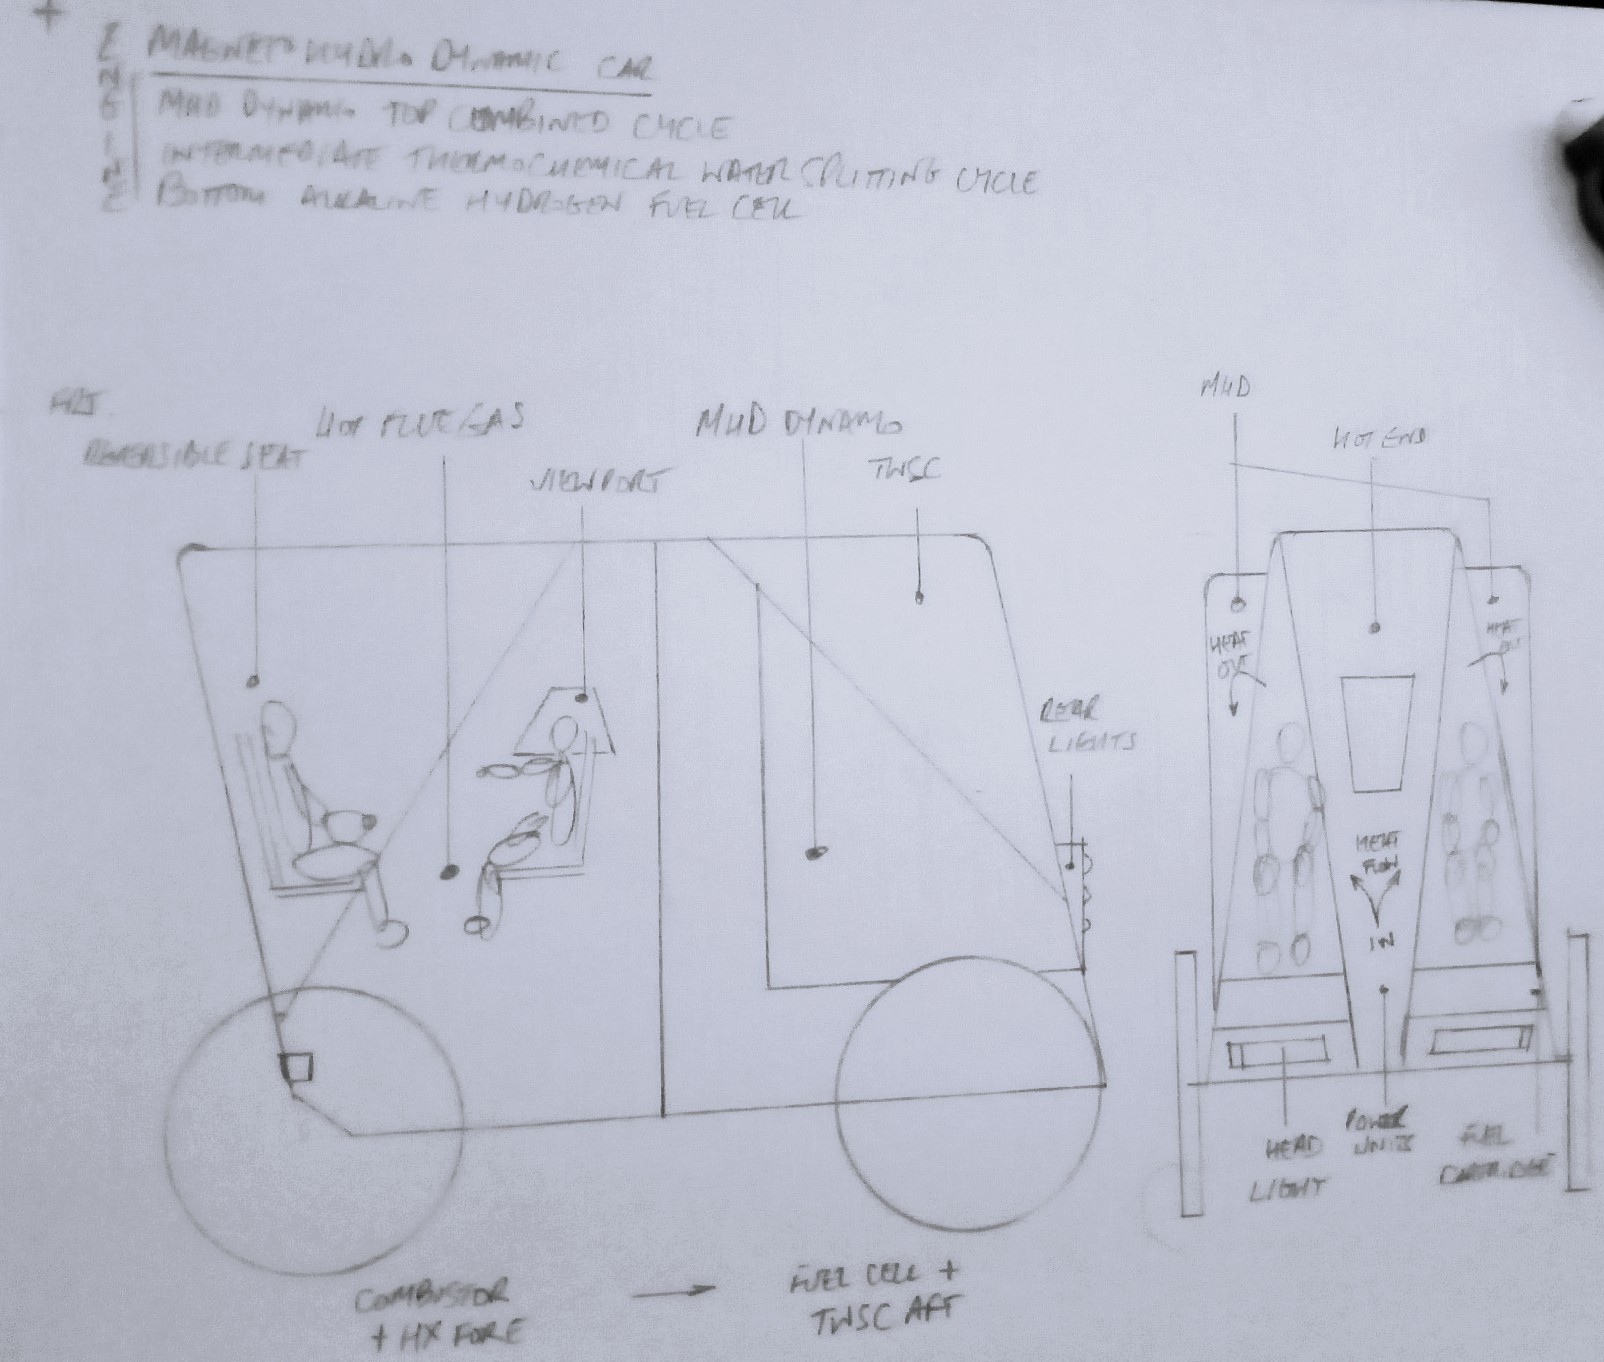 ENGINE
MAGNETO HYDRO DYNAMIC CAR
MHD DYNAMO TOP COMBINED CYCLE
INTERMEDIATE THERMOCHEMICAL WATER SPLITTING CYCLE
BOTTOM ALKALINE HYDROGEN FUEL CELL
REVERSIBLE SEAT
HOT FLUE GAS
VIEWPORT
MHD DYNAMO
TWSC
REAR
LIGHTS
MHD
HOT END
HEAT
OUT
HEAT
OUT
HEAT
FLOW
IN
HEAD
LIGHT
POWER
UNITS
FUEL
CARTRIDGE
COMBUSTOR
+ HX FORE
FUEL CELL +
TWSC AFT